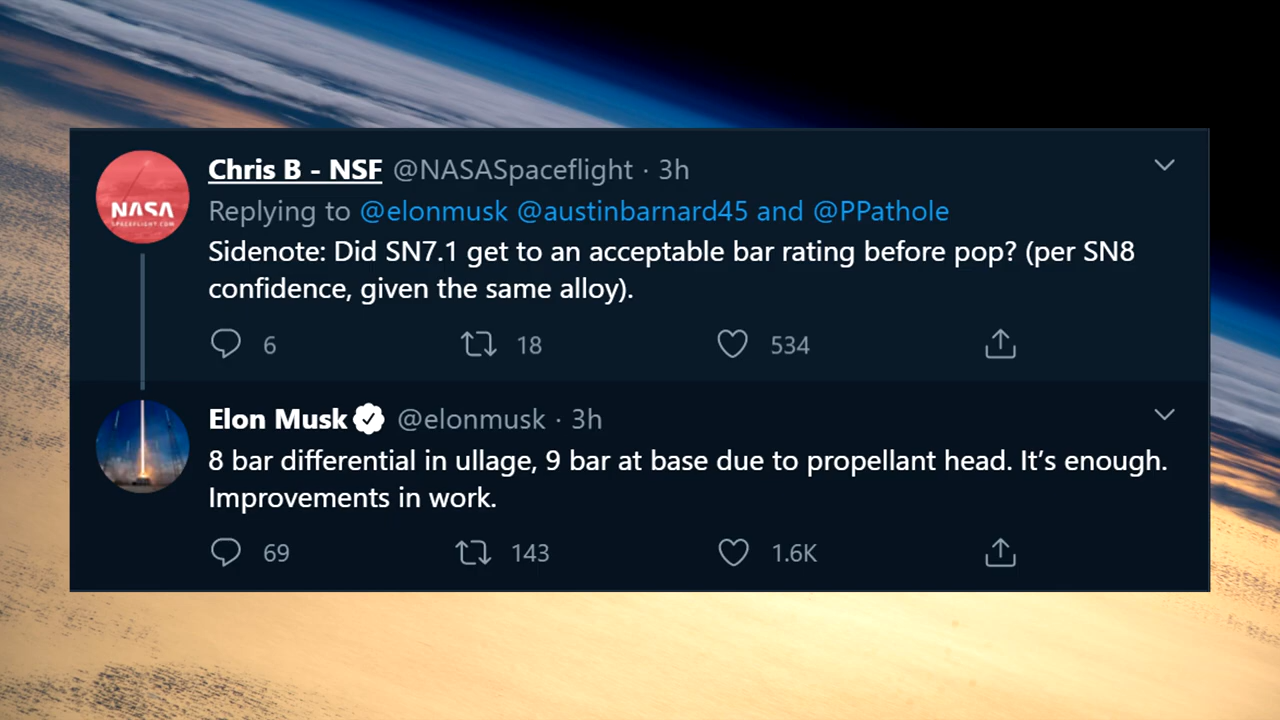 Chris B - NSF @NASASpaceflight · 3h
NASA
SPACEFLIGHT.COM
Replying to @elonmusk @austinbarnard45 and @PPathole
Sidenote: Did SN7.1 get to an acceptable bar rating before pop? (per SN8
confidence, given the same alloy).
6 18 534
Elon Musk @elonmusk · 3h
8 bar differential in ullage, 9 bar at base due to propellant head. It’s enough.
Improvements in work.
69 143 1.6K